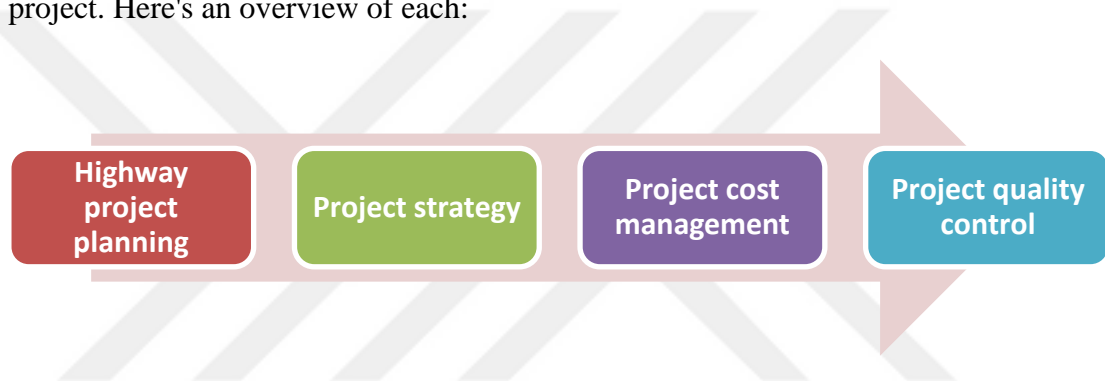 project. Here's an overview of each:
Highway
project
planning
Project strategy
Project cost
management
Project quality
control